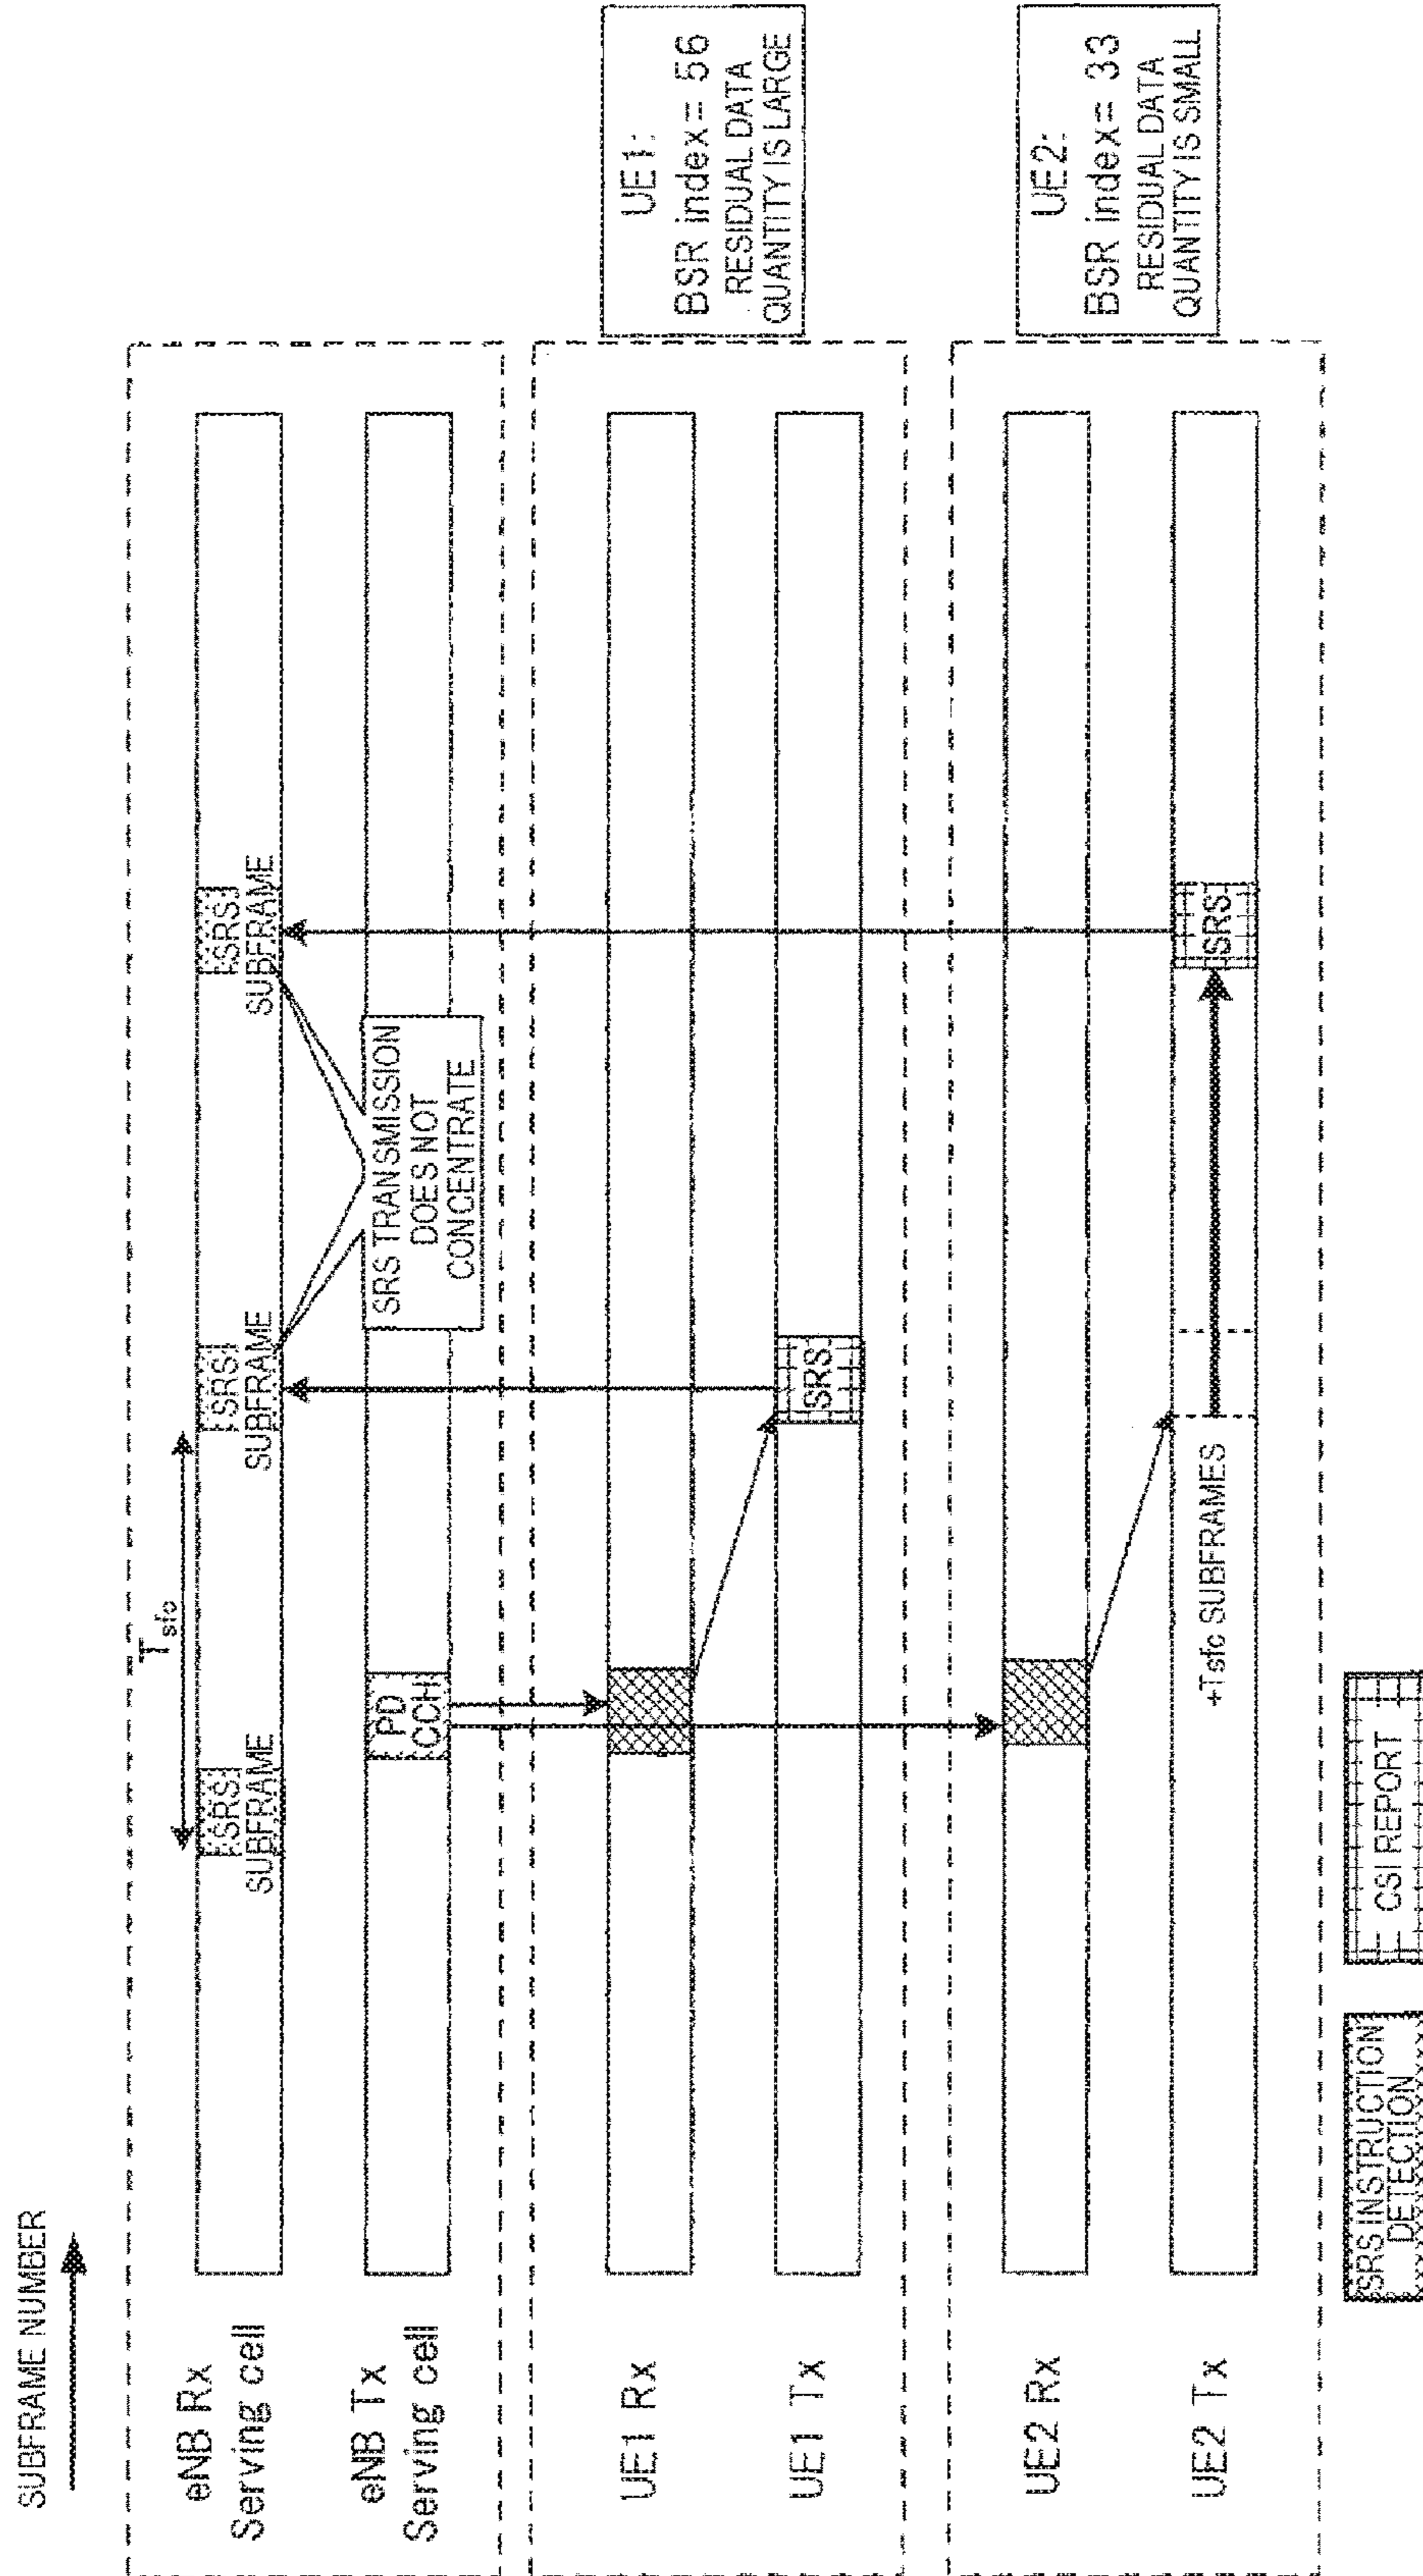 SUBFRAME NUMBER
eNB Rx
Serving cell
SRS
SUBFRAME
Tsfc
SRS
SUBFRAME
SRS
SUBFRAME
eNB Tx
Serving cell
PD
CCH
SRS TRANSMISSION
DOES NOT
CONCENTRATE
UE1 Rx
UE1 Tx
SRS
UE1:
BSR index= 56
RESIDUAL DATA
QUANTITY IS LARGE
UE2 Rx
UE2 Tx
+Tsfc SUBFRAMES
SRS
UE2:
BSR index= 33
RESIDUAL DATA
QUANTITY IS SMALL
SRS INSTRUCTION
DETECTION
CSI REPORT